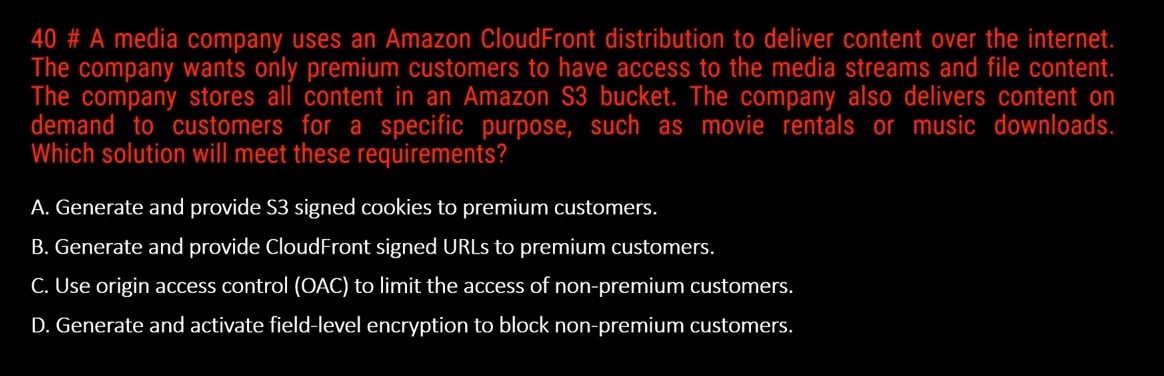 40 # A media company uses an Amazon CloudFront distribution to deliver content over the internet.
The company wants only premium customers to have access to the media streams and file content.
The company stores all content in an Amazon S3 bucket. The company also delivers content on
demand to customers for a specific purpose, such as movie rentals or music downloads.
Which solution will meet these requirements?
A. Generate and provide S3 signed cookies to premium customers.
B. Generate and provide CloudFront signed URLs to premium customers.
C. Use origin access control (OAC) to limit the access of non-premium customers.
D. Generate and activate field-level encryption to block non-premium customers.